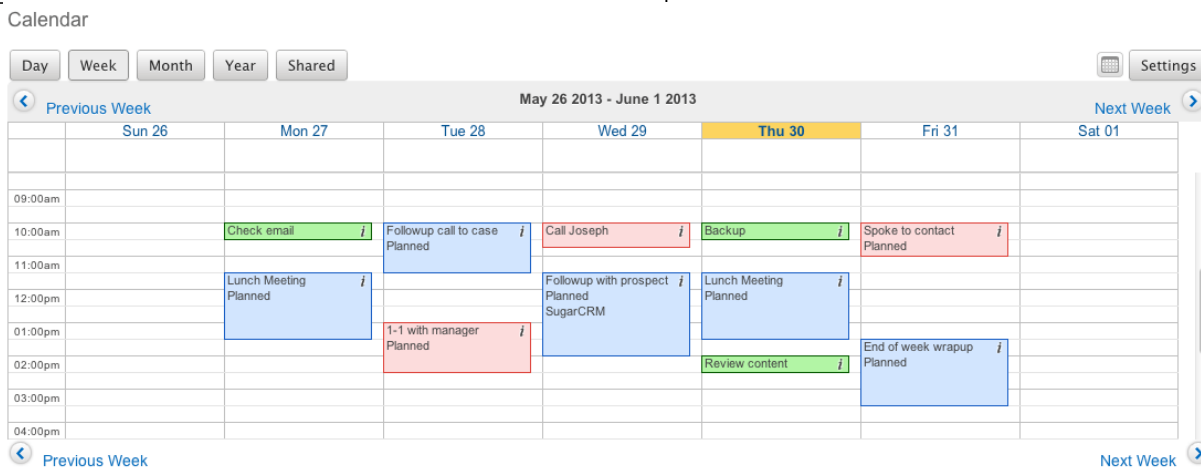 Calendar
Day Week Month Year Shared Settings
Previous Week May 26 2013 - June 1 2013 Next Week
Sun 26 Mon 27 Tue 28 Wed 29 Thu 30 Fri 31 Sat 01
09:00am
10:00am Check email i Followup call to case i Call Joseph i Backup i Spoke to contact i
Planned Planned
11:00am
Lunch Meeting i Followup with prospect i Lunch Meeting i
12:00pm Planned Planned Planned
SugarCRM
01:00pm 1-1 with manager i
Planned End of week wrapup i
02:00pm Review content i Planned
03:00pm
04:00pm
Previous Week Next Week